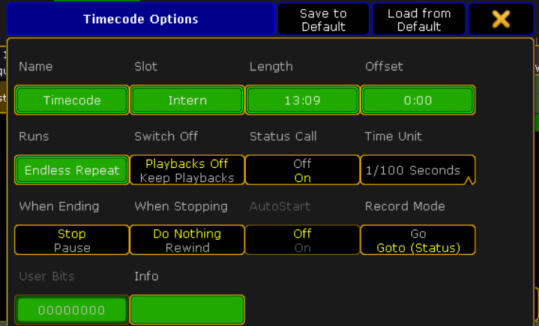 Timecode Options
Save to
Default
Load from
Default
Name
Slot
Length
Offset
Timecode
Intern
13:09
0:00
Runs
Switch Off
Status Call
Time Unit
Endless Repeat
Playbacks Off
Keep Playbacks
Off
On
1/100 Seconds
When Ending
When Stopping
AutoStart
Record Mode
Stop
Pause
Do Nothing
Rewind
Off
On
Go
Goto (Status)
User Bits
Info
00000000